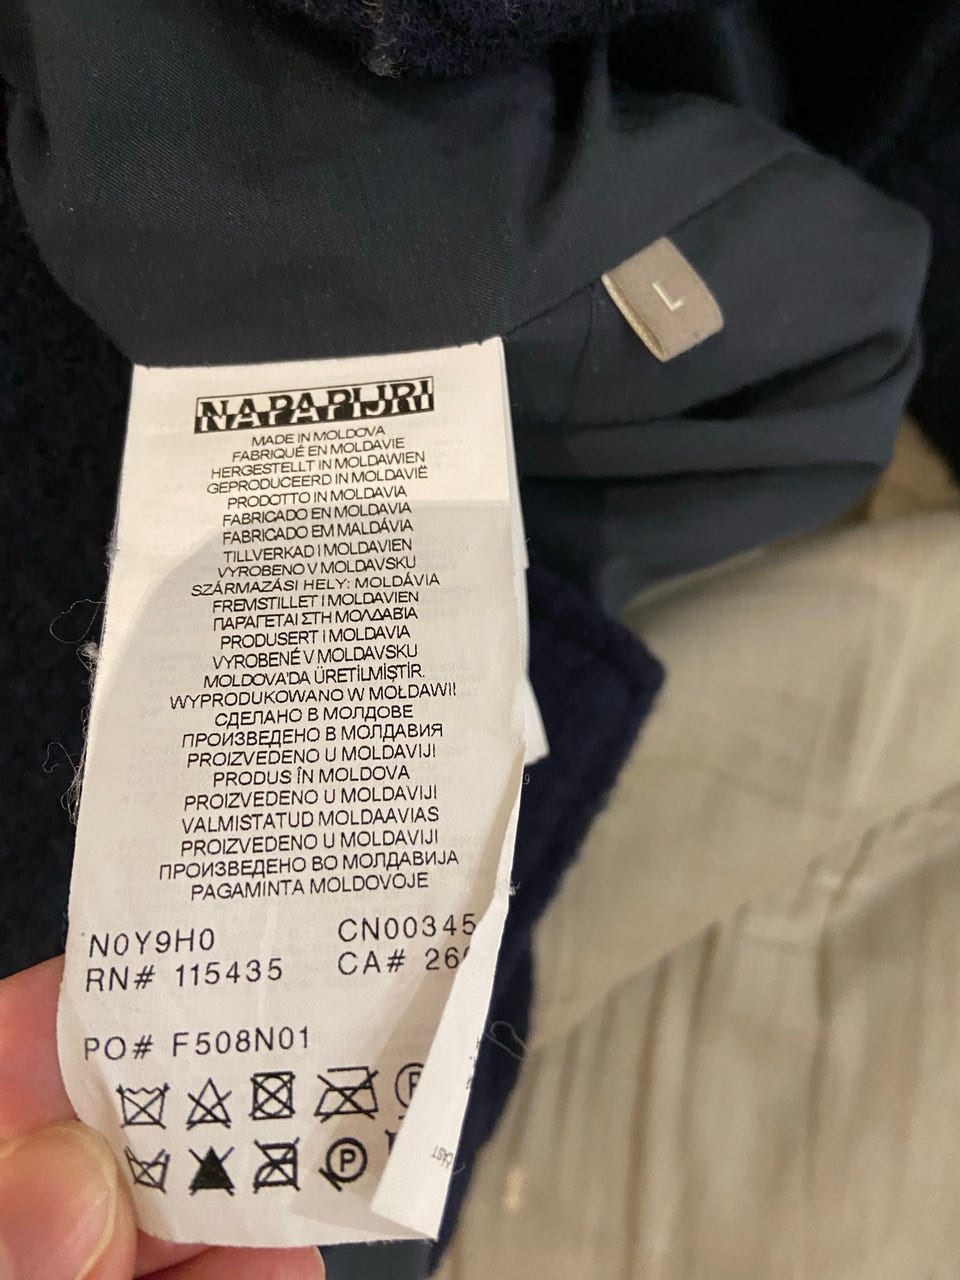 L
NAPAPIJRI
MADE IN MOLDOVA
FABRIQUÉ EN MOLDAVIE
HERGESTELLT IN MOLDAWIEN
GEPRODUCEERD IN MOLDAVIË
PRODOTTO IN MOLDAVIA
FABRICADO EN MOLDAVIA
FABRICADO EM MALDÁVIA
TILLVERKAD I MOLDAVIEN
VYROBENO V MOLDAVSKU
SZÁRMAZÁSI HELY: MOLDÁVIA
FREMSTILLET I MOLDAVIEN
ΠΑΡΑΓΕΤΑΙ ΣΤΗ ΜΟΛΔΑΒΙΑ
PRODUSERT I MOLDAVIA
VYROBENÉ V MOLDAVSKU
MOLDOVA'DA ÜRETİLMİŞTİR.
WYPRODUKOWANO W MOŁDAWII
СДЕЛАНО В МОЛДОВЕ
ПРОИЗВЕДЕНО В МОЛДАВИЯ
PROIZVEDENO U MOLDAVIJI
PRODUS ÎN MOLDOVA
PROIZVEDENO U MOLDAVIJI
VALMISTATUD MOLDAAVIAS
PROIZVEDENO U MOLDAVIJI
ПРОИЗВЕДЕНО ВО МОЛДАВИЈА
PAGAMINTA MOLDOVOJE
N0Y9H0 CN00345
RN# 115435 CA# 26
PO# F508N01
P
P